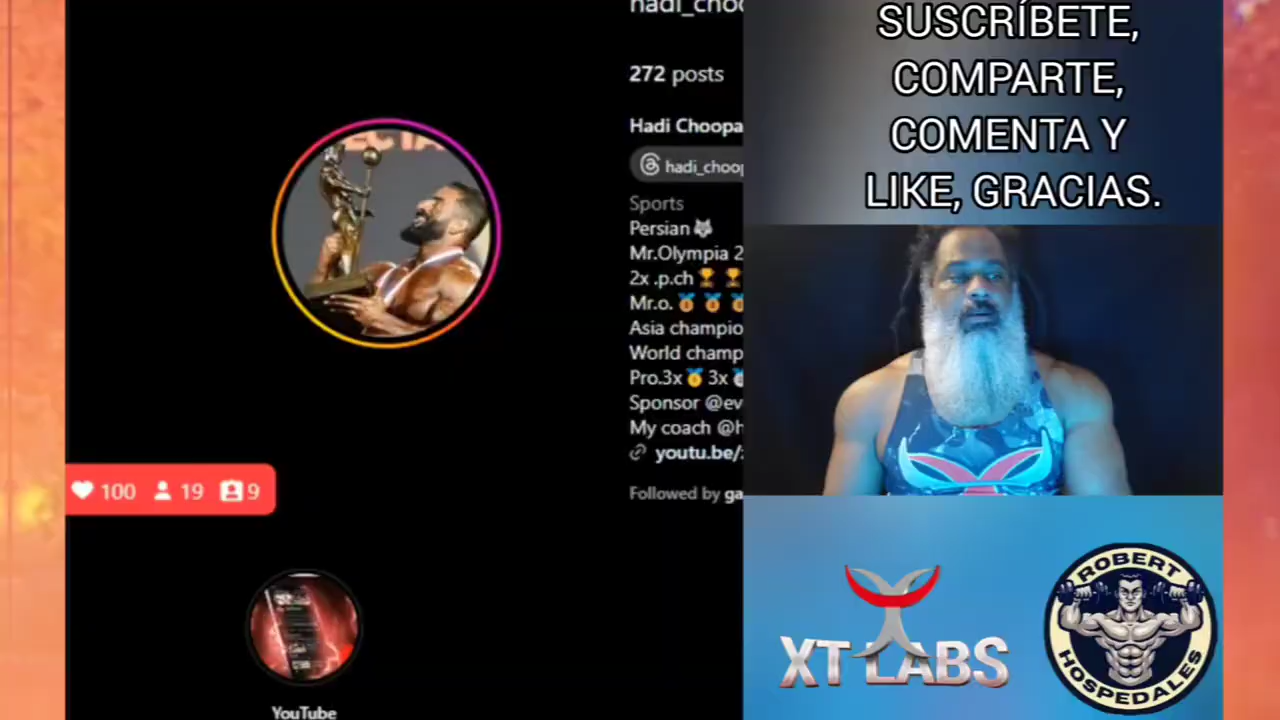 272 posts
Hadi Choopa
hadi_choop
Sports
Persian
Mr.Olympia 2
2x .p.ch
Mr.o.
Asia champio
World champ
Pro.3x 3x
Sponsor @ev
My coach @h
youtu.be/
Followed by ga
100 19 9
YouTube
SUSCRÍBETE,
COMPARTE,
COMENTA Y
LIKE, GRACIAS.
XT LABS
ROBERT
HOSPEDALES